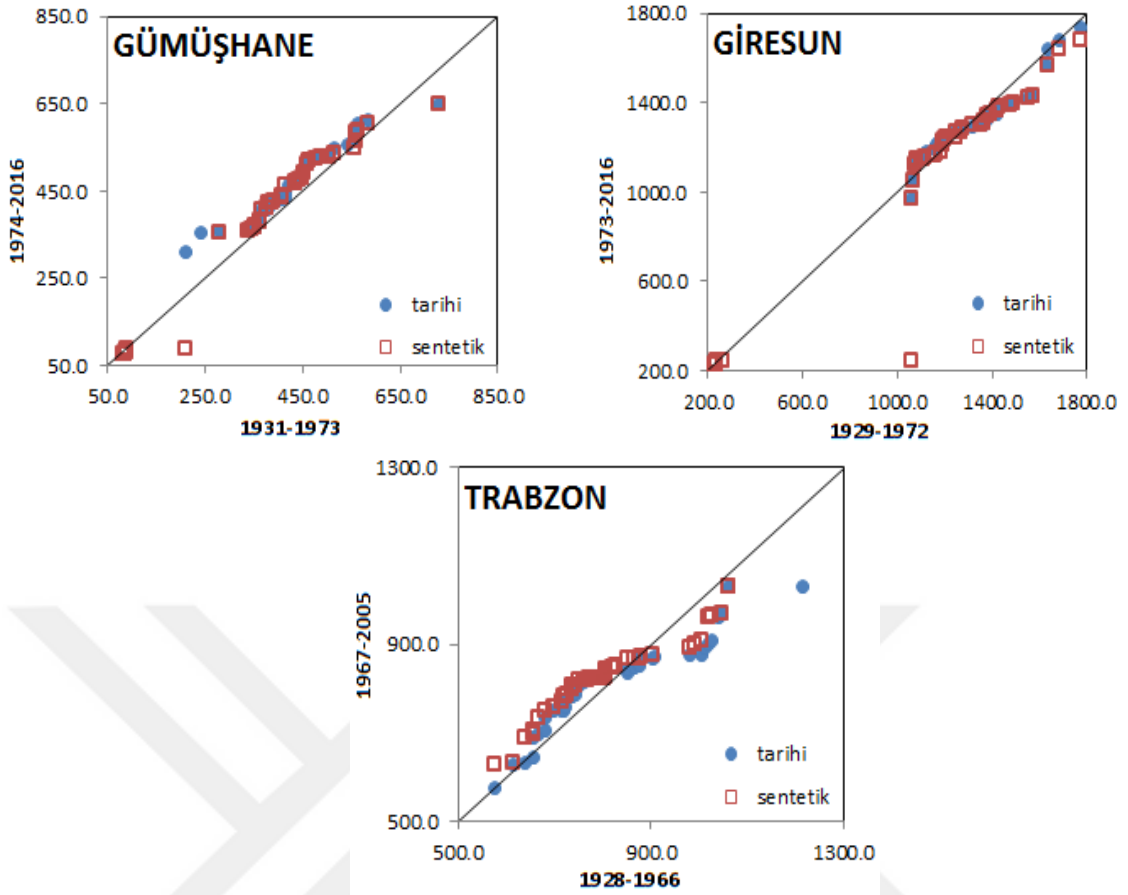 GÜMÜŞHANE
850.0
650.0
450.0
250.0
50.0
1974-2016
tarihi
sentetik
50.0 250.0 450.0 650.0 850.0
1931-1973
GİRESUN
1800.0
1400.0
1000.0
600.0
200.0
1973-2016
tarihi
sentetik
200.0 600.0 1000.0 1400.0 1800.0
1929-1972
TRABZON
1300.0
900.0
500.0
1967-2005
tarihi
sentetik
500.0 900.0 1300.0
1928-1966